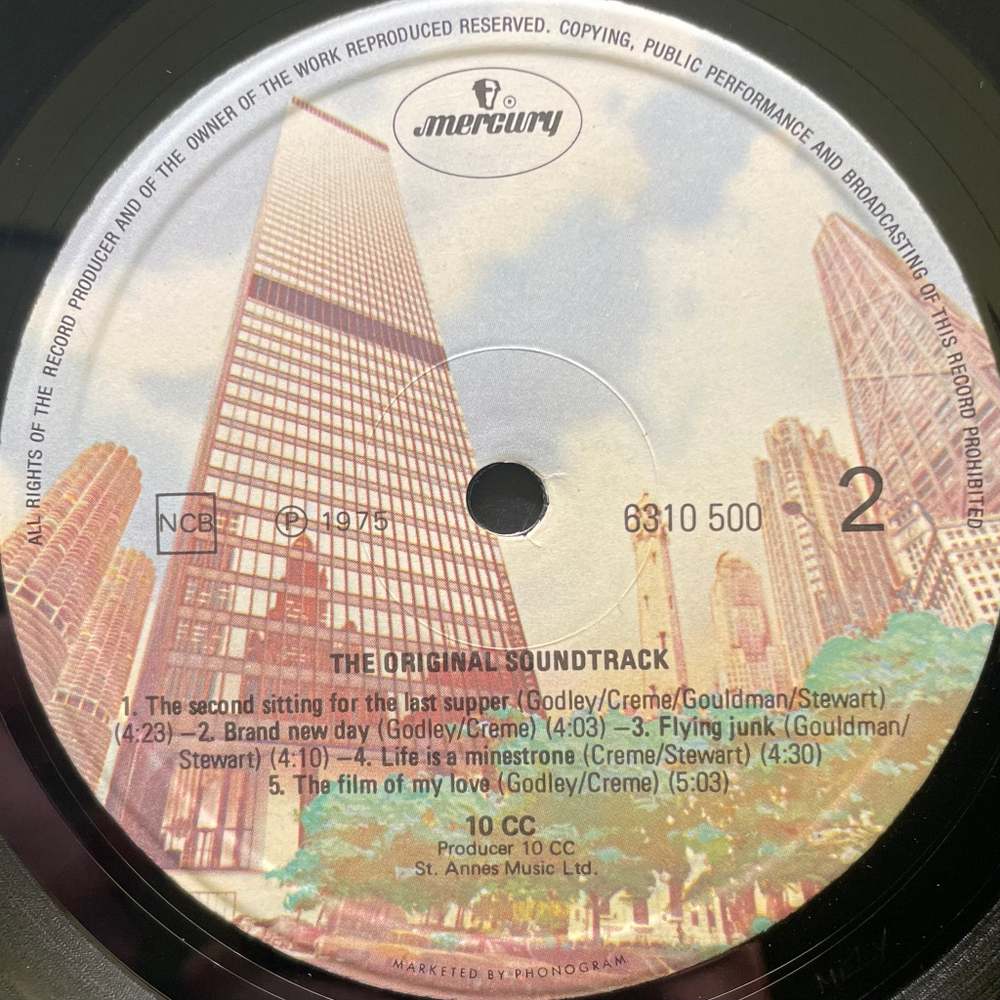 ALL RIGHTS OF THE RECORD PRODUCER AND OF THE OWNER OF THE WORK REPRODUCED RESERVED. COPYING, PUBLIC PERFORMANCE AND BROADCASTING OF THIS RECORD PROHIBITED
mercury
NCB
Ⓟ 1975
6310 500
2
THE ORIGINAL SOUNDTRACK
1. The second sitting for the last supper (Godley/Creme/Gouldman/Stewart)
(4:23) –2. Brand new day (Godley/Creme) (4:03) –3. Flying junk (Gouldman/
Stewart) (4:10) –4. Life is a minestrone (Creme/Stewart) (4:30)
5. The film of my love (Godley/Creme) (5:03)
10 CC
Producer 10 CC
St. Annes Music Ltd.
MARKETED BY PHONOGRAM